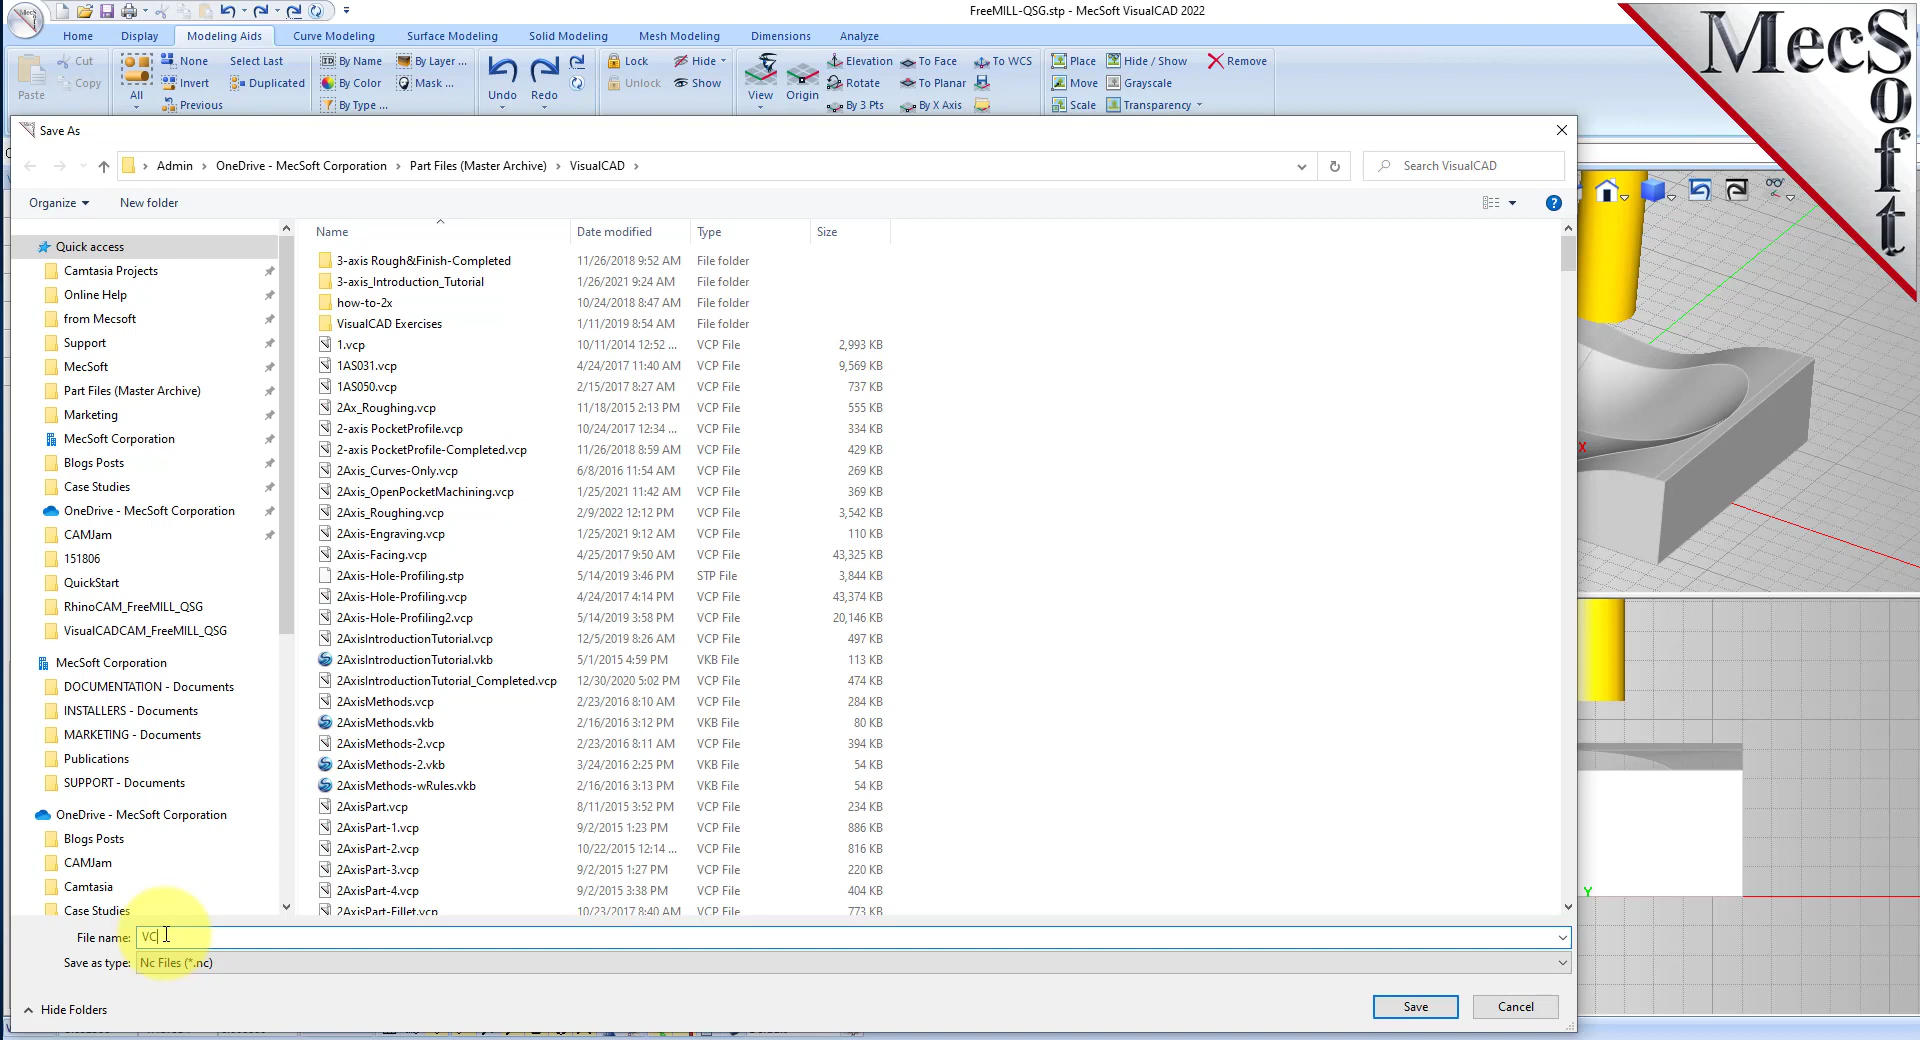 FreeMILL-QSG.stp - MecSoft VisualCAD 2022
Home Display Modeling Aids Curve Modeling Surface Modeling Solid Modeling Mesh Modeling Dimensions Analyze
Paste Cut Copy All None Invert Previous Select Last Duplicated By Name By Color By Type ... By Layer ... Mask ... Undo Redo Lock Unlock Hide Show View Origin Elevation Rotate By 3 Pts To Face To Planar By X Axis To WCS Place Move Scale Hide / Show Grayscale Transparency Remove
MecSoft
Save As
Admin OneDrive - MecSoft Corporation Part Files (Master Archive) VisualCAD
Search VisualCAD
Organize New folder
Quick access
Camtasia Projects
Online Help
from Mecsoft
Support
MecSoft
Part Files (Master Archive)
Marketing
MecSoft Corporation
Blogs Posts
Case Studies
OneDrive - MecSoft Corporation
CAMJam
151806
QuickStart
RhinoCAM_FreeMILL_QSG
VisualCADCAM_FreeMILL_QSG
MecSoft Corporation
DOCUMENTATION - Documents
INSTALLERS - Documents
MARKETING - Documents
Publications
SUPPORT - Documents
OneDrive - MecSoft Corporation
Blogs Posts
CAMJam
Camtasia
Case Studies
Name Date modified Type Size
3-axis Rough&Finish-Completed 11/26/2018 9:52 AM File folder
3-axis_Introduction_Tutorial 1/26/2021 9:24 AM File folder
how-to-2x 10/24/2018 8:47 AM File folder
VisualCAD Exercises 1/11/2019 8:54 AM File folder
1.vcp 10/11/2014 12:52 ... VCP File 2,993 KB
1AS031.vcp 4/24/2017 11:40 AM VCP File 9,569 KB
1AS050.vcp 2/15/2017 8:27 AM VCP File 737 KB
2Ax_Roughing.vcp 11/18/2015 2:13 PM VCP File 555 KB
2-axis PocketProfile.vcp 10/24/2017 12:34 ... VCP File 334 KB
2-axis PocketProfile-Completed.vcp 11/26/2018 8:59 AM VCP File 429 KB
2Axis_Curves-Only.vcp 6/8/2016 11:54 AM VCP File 269 KB
2Axis_OpenPocketMachining.vcp 1/25/2021 11:42 AM VCP File 369 KB
2Axis_Roughing.vcp 2/9/2022 12:12 PM VCP File 3,542 KB
2Axis-Engraving.vcp 1/25/2021 9:12 AM VCP File 110 KB
2Axis-Facing.vcp 4/25/2017 9:50 AM VCP File 43,325 KB
2Axis-Hole-Profiling.stp 5/14/2019 3:46 PM STP File 3,844 KB
2Axis-Hole-Profiling.vcp 4/24/2017 4:14 PM VCP File 43,374 KB
2Axis-Hole-Profiling2.vcp 5/14/2019 3:58 PM VCP File 20,146 KB
2AxisIntroductionTutorial.vcp 12/5/2019 8:26 AM VCP File 497 KB
2AxisIntroductionTutorial.vkb 5/1/2015 4:59 PM VKB File 113 KB
2AxisIntroductionTutorial_Completed.vcp 12/30/2020 5:02 PM VCP File 474 KB
2AxisMethods.vcp 2/23/2016 8:10 AM VCP File 284 KB
2AxisMethods.vkb 2/16/2016 3:12 PM VKB File 80 KB
2AxisMethods-2.vcp 2/23/2016 8:11 AM VCP File 394 KB
2AxisMethods-2.vkb 3/24/2016 2:25 PM VKB File 54 KB
2AxisMethods-wRules.vkb 2/16/2016 3:13 PM VKB File 54 KB
2AxisPart.vcp 8/11/2015 3:52 PM VCP File 234 KB
2AxisPart-1.vcp 9/2/2015 1:23 PM VCP File 886 KB
2AxisPart-2.vcp 10/22/2015 12:14 ... VCP File 816 KB
2AxisPart-3.vcp 9/2/2015 1:27 PM VCP File 220 KB
2AxisPart-4.vcp 9/2/2015 3:38 PM VCP File 404 KB
2AxisPart-Fillet.vcp 10/23/2017 8:40 AM VCP File 773 KB
X
Y
File name: VC
Save as type: Nc Files (*.nc)
Hide Folders Save Cancel